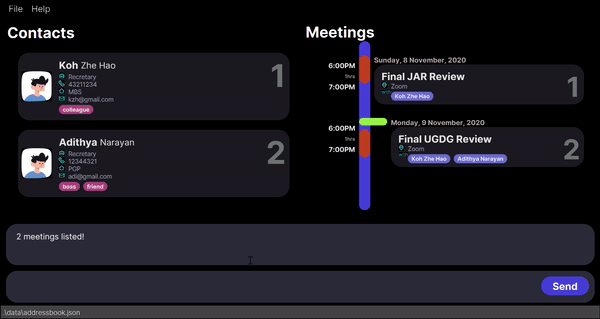 File Help
Contacts
Koh Zhe Hao
Recretary
43211234
MBS
kzh@gmail.com
colleague
1
Adithya Narayan
Recretary
12344321
PGP
adi@gmail.com
boss friend
2
Meetings
Sunday, 8 November, 2020
6:00PM
1hrs
7:00PM
Final JAR Review
Zoom
Koh Zhe Hao
1
Monday, 9 November, 2020
6:00PM
1hrs
7:00PM
Final UGDG Review
Zoom
Koh Zhe Hao Adithya Narayan
2
2 meetings listed!
Send
.\data\addressbook.json